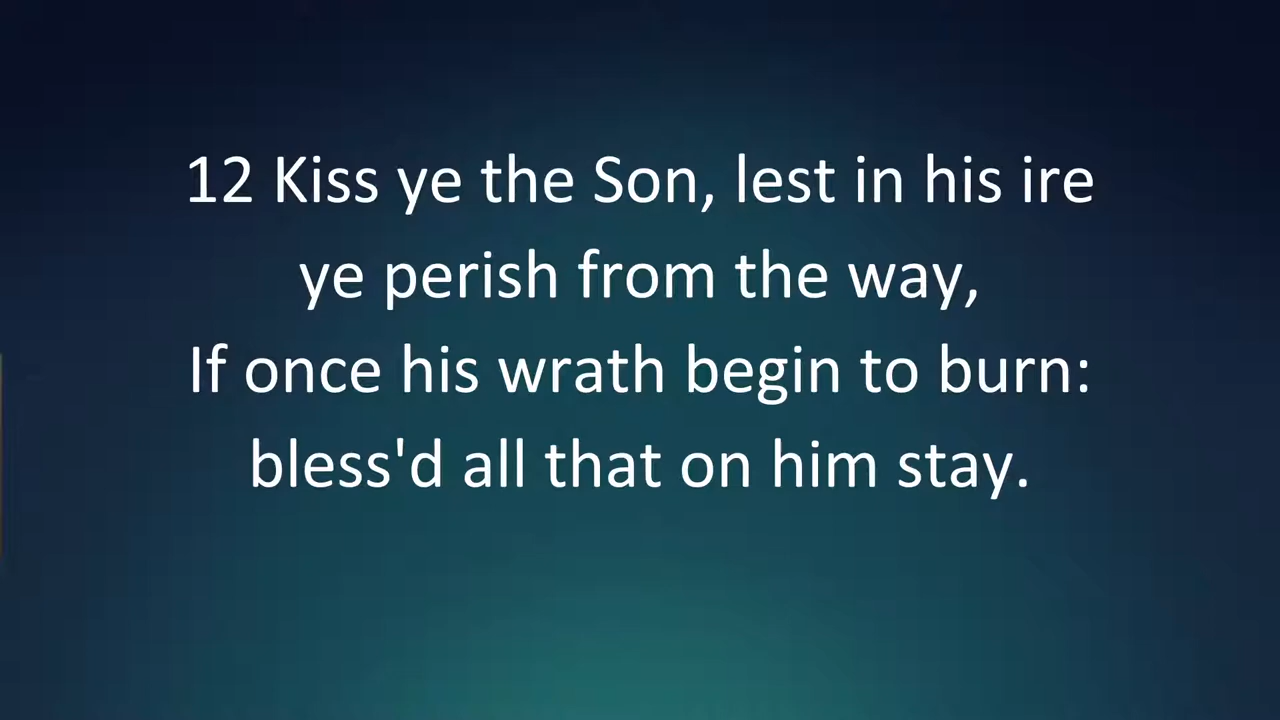 12 Kiss ye the Son, lest in his ire
ye perish from the way,
If once his wrath begin to burn:
bless'd all that on him stay.